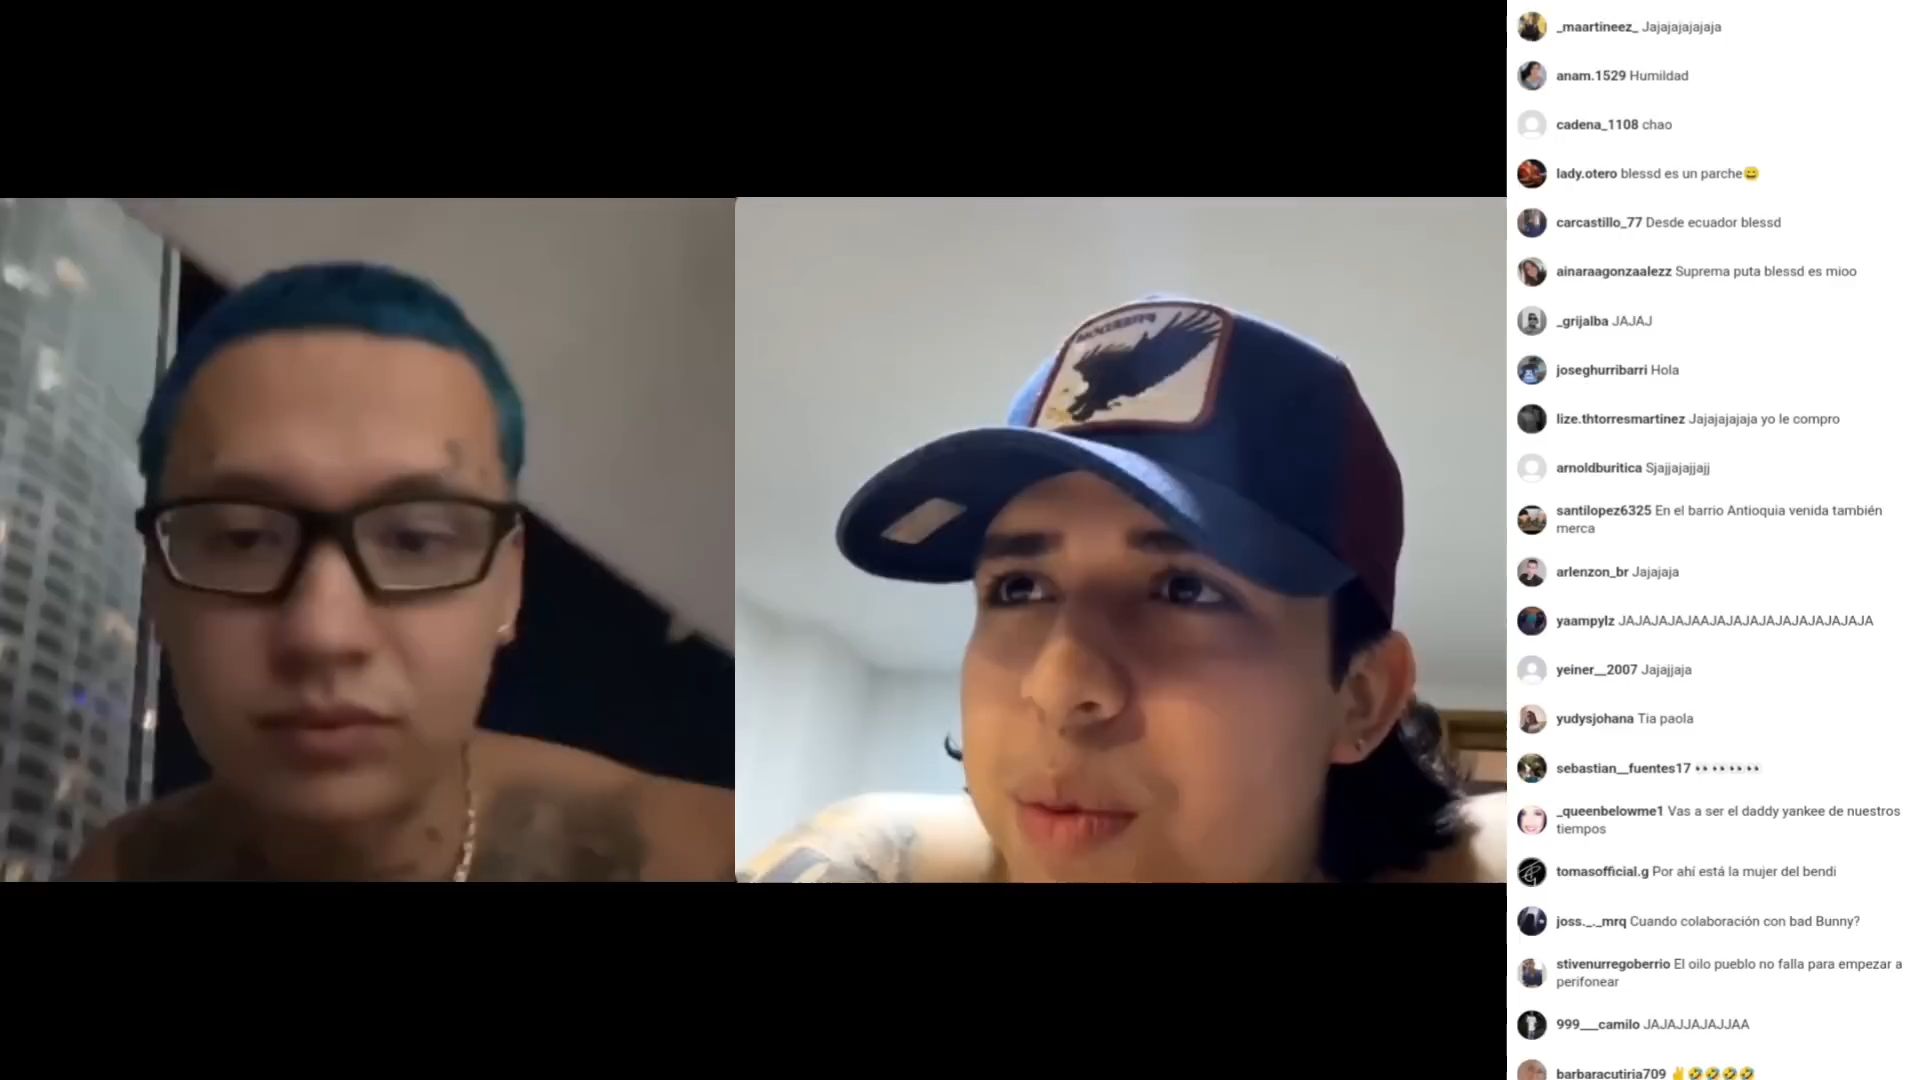 _maartineez_ Jajajajajajaja
anam.1529 Humildad
cadena_1108 chao
lady.otero blessd es un parche😄
carcastillo_77 Desde ecuador blessd
ainaraagonzaalezz Suprema puta blessd es mioo
_grijalba JAJAJ
joseghurribarri Hola
lize.thtorresmartinez Jajajajajaja yo le compro
arnoldburitica Sjajjajajjajj
santilopez6325 En el barrio Antioquia venida también
merca
arlenzon_br Jajajaja
yaampylz JAJAJAJAJAAJAJAJAJAJAJAJAJAJAJA
yeiner__2007 Jajajjaja
yudysjohana Tia paola
sebastian__fuentes17 👀👀👀👀
_queenbelowme1 Vas a ser el daddy yankee de nuestros
tiempos
tomasofficial.g Por ahí está la mujer del bendi
joss._._mrq Cuando colaboración con bad Bunny?
stivenurregoberrio El oilo pueblo no falla para empezar a
perifonear
999___camilo JAJAJJAJAJJAA
barbaracutiria709 ✌️🤣🤣🤣🤣